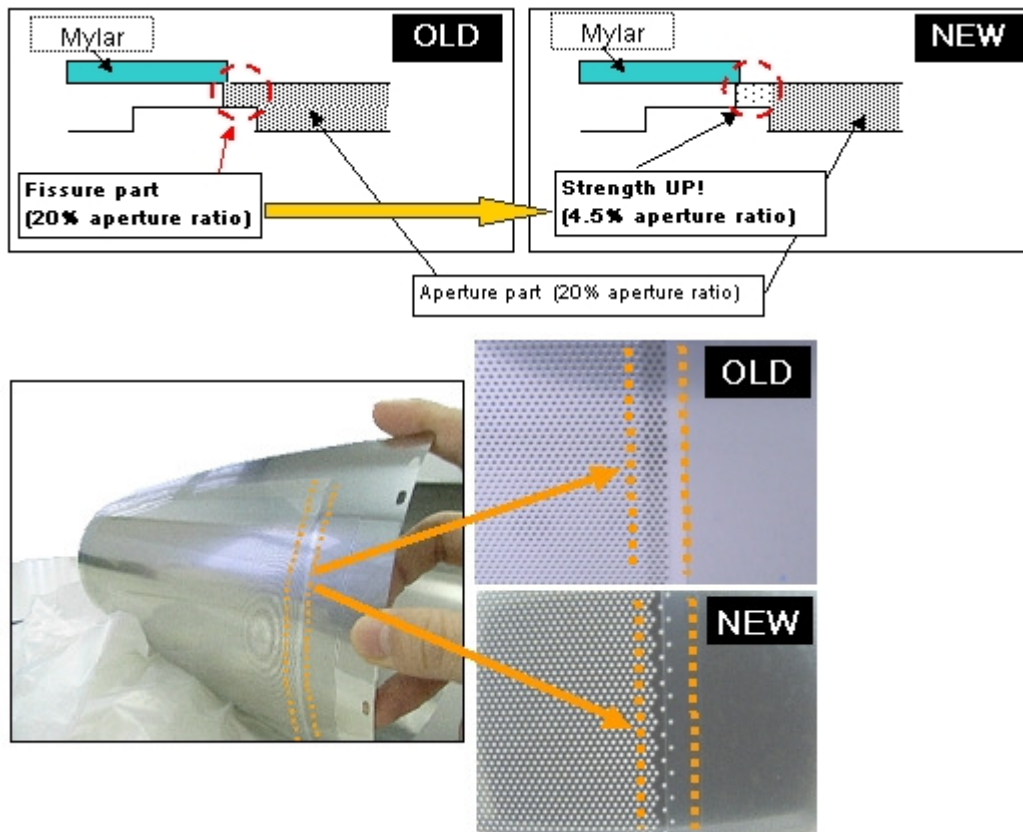 Mylar
OLD
Fissure part
(20% aperture ratio)
Mylar
NEW
Strength UP!
(4.5% aperture ratio)
Aperture part (20% aperture ratio)
OLD
NEW